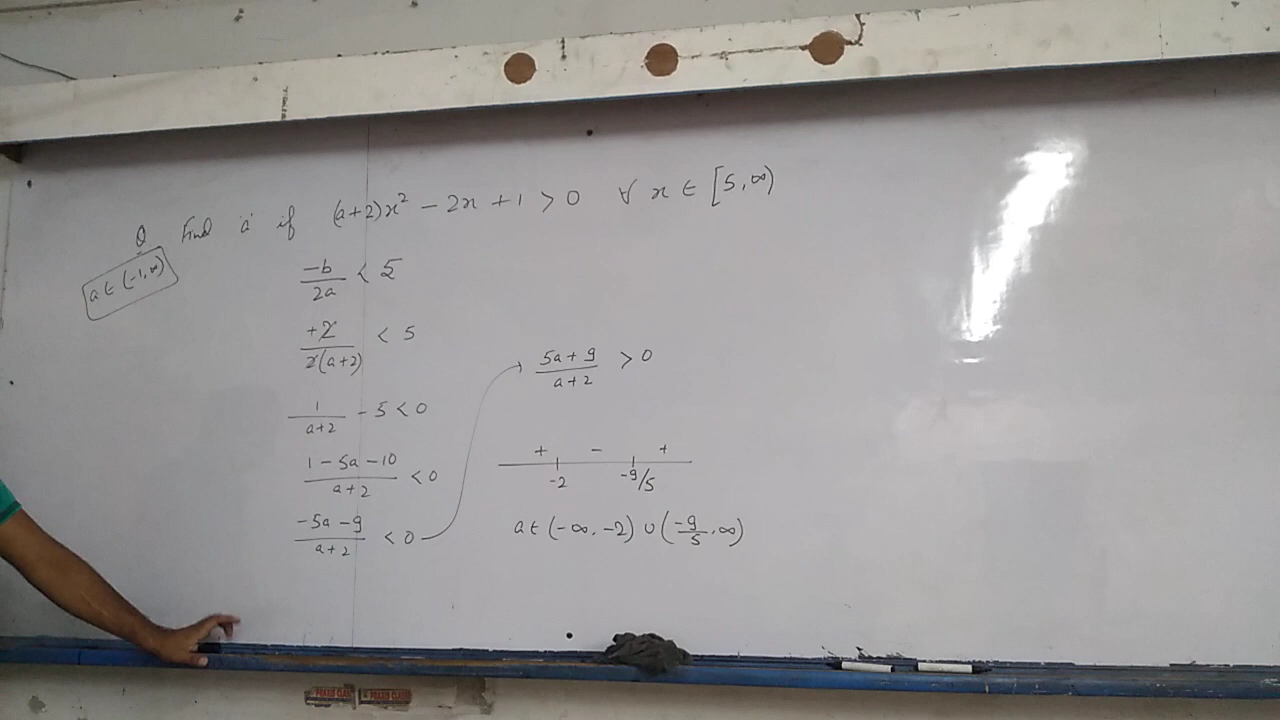 Q Find 'a' if (a+2)x² - 2x + 1 > 0 ∀ x ∈ [5, ∞)
a ∈ (-1, ∞)
-b/2a < 5
+2/2(a+2) < 5
1/a+2 - 5 < 0
1 - 5a - 10/a+2 < 0
-5a - 9/a+2 < 0
5a + 9/a+2 > 0
+ - +
-2 -9/5
a ∈ (-∞, -2) ∪ (-9/5, ∞)